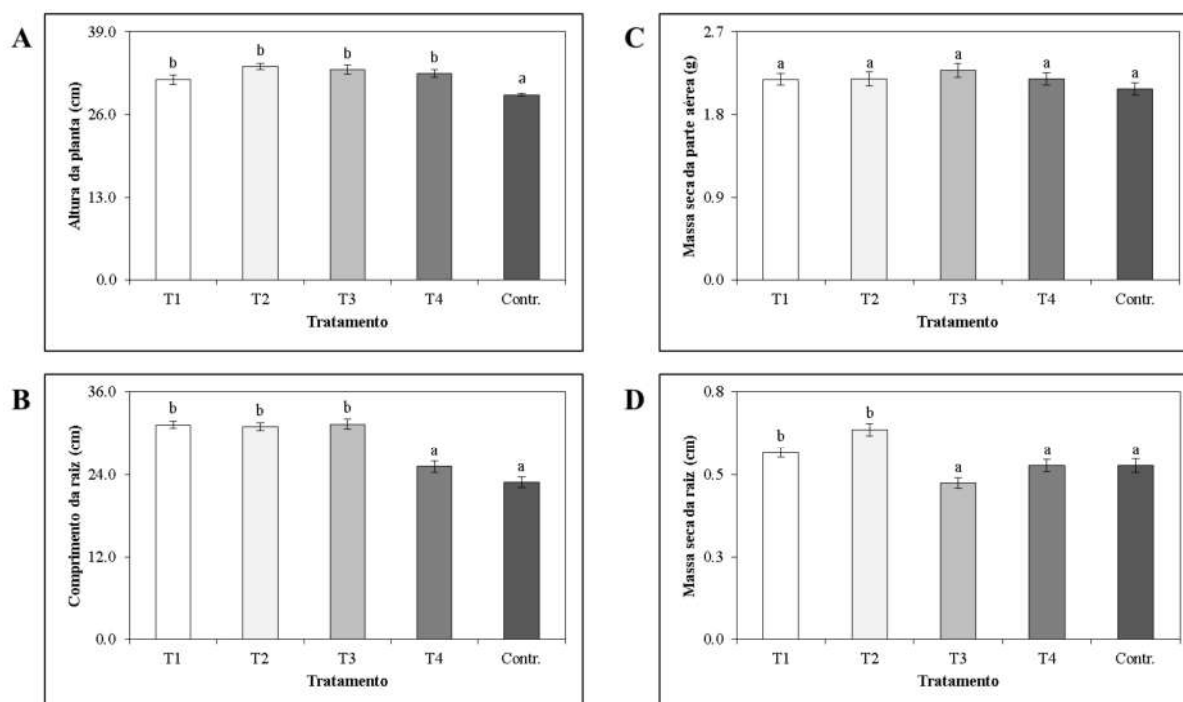 A
Altura da planta (cm)
39.0
26.0
13.0
0.0
b
b
b
b
a
T1
T2
T3
T4
Contr.
Tratamento
C
Massa seca da parte aérea (g)
2.7
1.8
0.9
0.0
a
a
a
a
a
T1
T2
T3
T4
Contr.
Tratamento
B
Comprimento da raiz (cm)
36.0
24.0
12.0
0.0
b
b
b
a
a
T1
T2
T3
T4
Contr.
Tratamento
D
Massa seca da raiz (cm)
0.8
0.5
0.3
0.0
b
b
a
a
a
T1
T2
T3
T4
Contr.
Tratamento